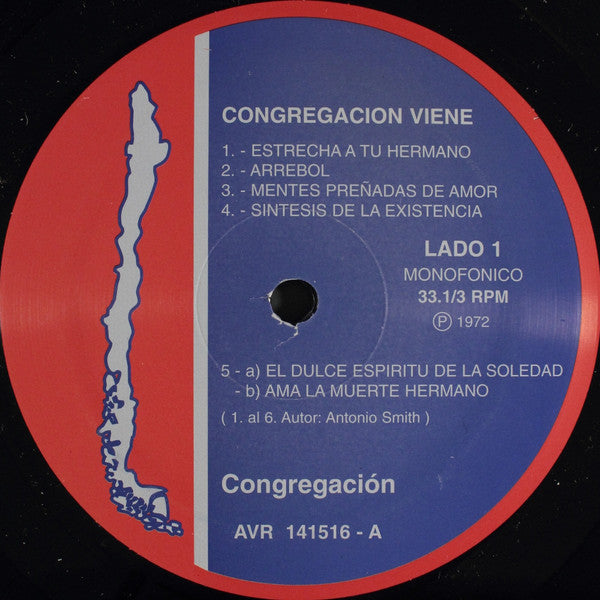 CONGREGACION VIENE
1. - ESTRECHA A TU HERMANO
2. - ARREBOL
3. - MENTES PREÑADAS DE AMOR
4. - SINTESIS DE LA EXISTENCIA
LADO 1
MONOFONICO
33.1/3 RPM
Ⓟ 1972
5 - a) EL DULCE ESPIRITU DE LA SOLEDAD
- b) AMA LA MUERTE HERMANO
( 1. al 6. Autor: Antonio Smith )
Congregación
AVR 141516 - A